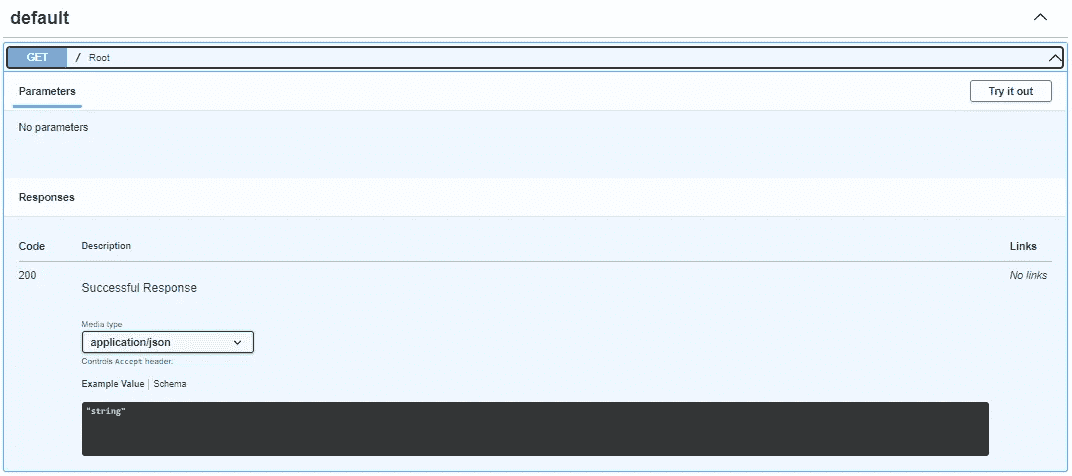 default
GET / Root
Parameters Try it out
No parameters
Responses
Code Description Links
200 No links
Successful Response
Media type
application/json
Controls Accept header.
Example Value | Schema
"string"